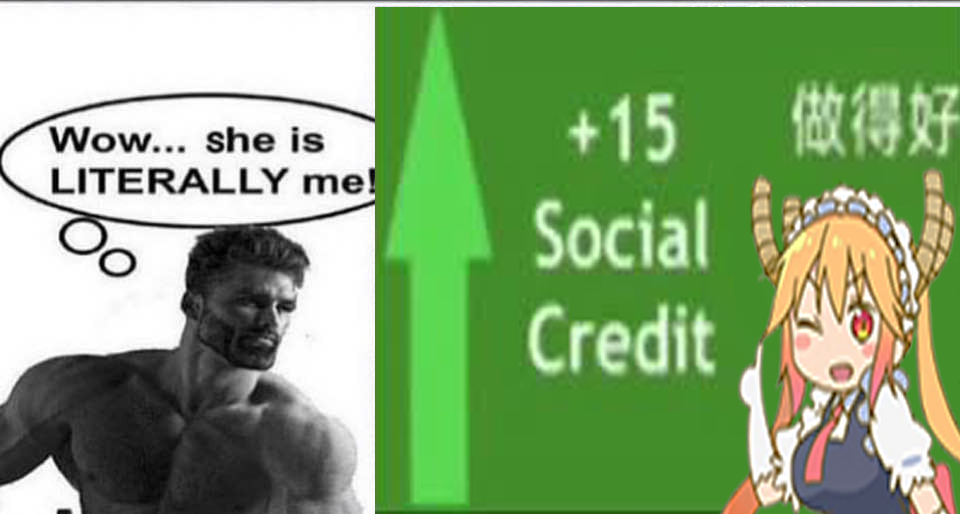 Wow... she is
LITERALLY me!
+15
Social
Credit
做得好